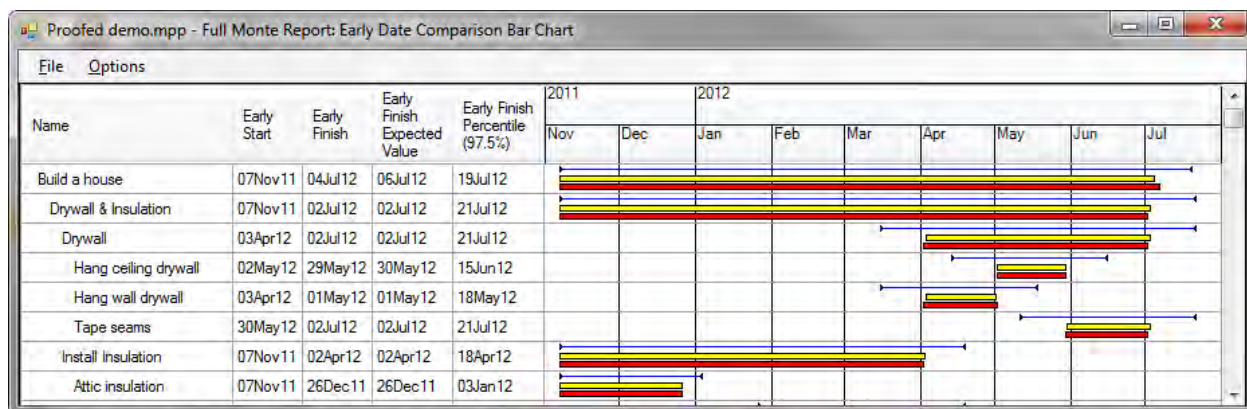 Proofed demo.mpp - Full Monte Report: Early Date Comparison Bar Chart
File Options
Name Early Start Early Finish Early Finish Expected Value Early Finish Percentile (97.5%) 2011 2012
Nov Dec Jan Feb Mar Apr May Jun Jul
Build a house 07Nov11 04Jul12 06Jul12 19Jul12
Drywall & Insulation 07Nov11 02Jul12 02Jul12 21Jul12
Drywall 03Apr12 02Jul12 02Jul12 21Jul12
Hang ceiling drywall 02May12 29May12 30May12 15Jun12
Hang wall drywall 03Apr12 01May12 01May12 18May12
Tape seams 30May12 02Jul12 02Jul12 21Jul12
Install Insulation 07Nov11 02Apr12 02Apr12 18Apr12
Attic insulation 07Nov11 26Dec11 26Dec11 03Jan12